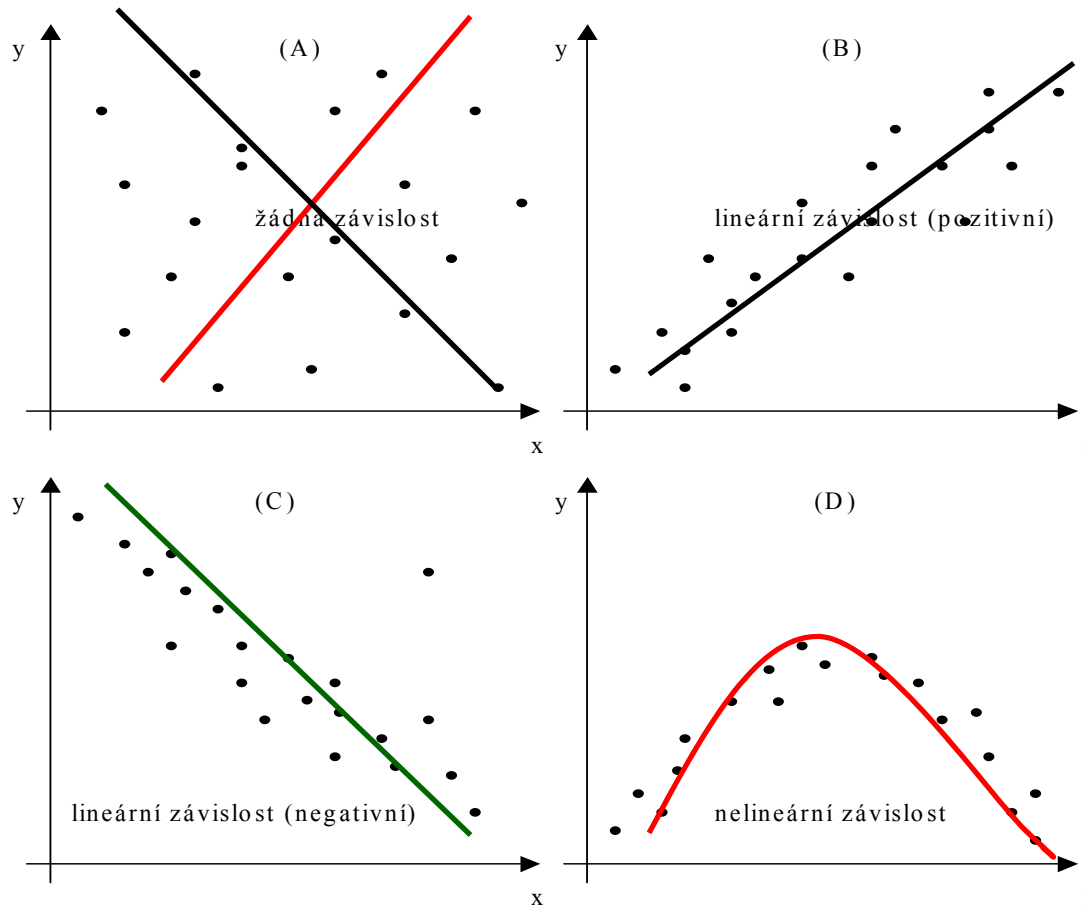 y
(A)
žádná závislost
x
y
(B)
lineární závislost (pozitivní)
y
(C)
lineární závislost (negativní)
x
(D)
nelineární závislost